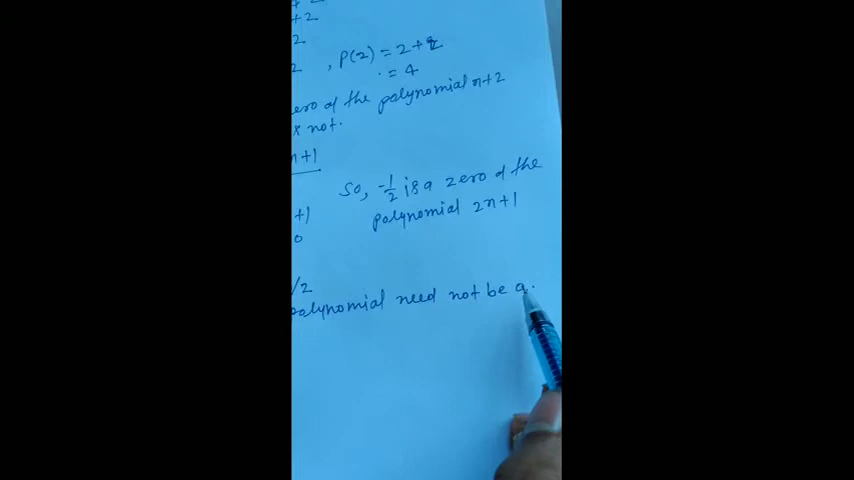 +2
2
2 , P(2) = 2+2
= 4
ero of the polynomial x+2
r not.
x+1
So, -1/2 is a zero of the
+1 polynomial 2x+1
0
/2
polynomial need not be a